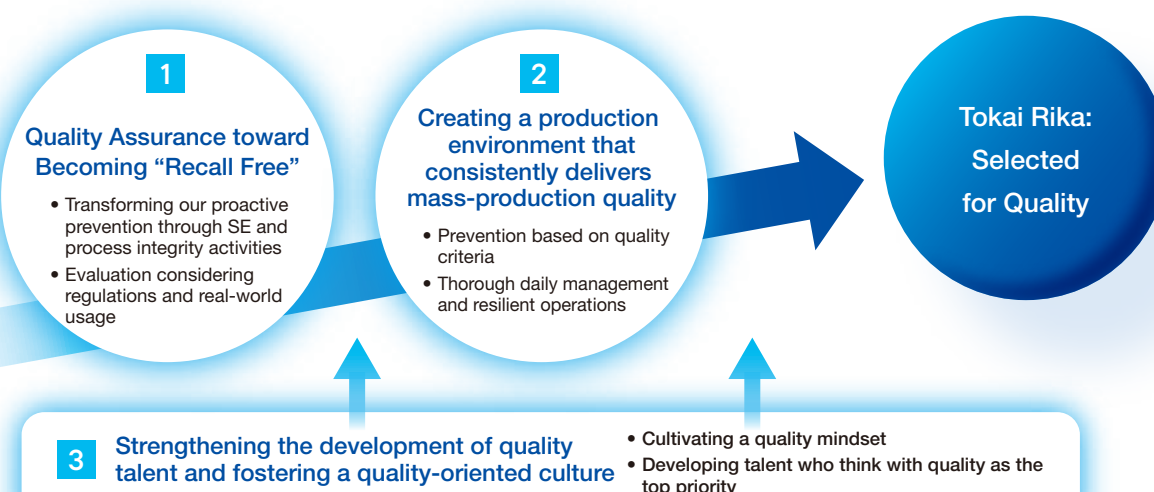 1
Quality Assurance toward
Becoming “Recall Free”
• Transforming our proactive
prevention through SE and
process integrity activities
• Evaluation considering
regulations and real-world
usage
2
Creating a production
environment that
consistently delivers
mass-production quality
• Prevention based on quality
criteria
• Thorough daily management
and resilient operations
Tokai Rika:
Selected
for Quality
3
Strengthening the development of quality
talent and fostering a quality-oriented culture
• Cultivating a quality mindset
• Developing talent who think with quality as the
top priority